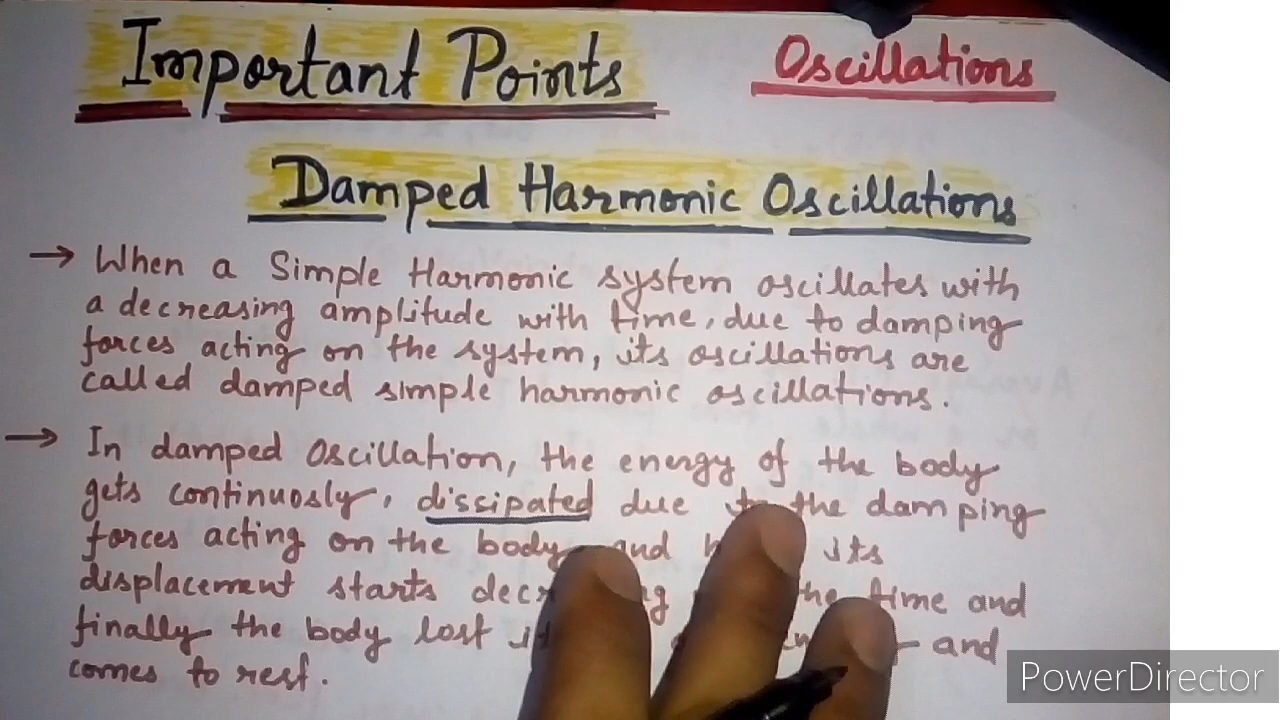 Important Points
Oscillations
Damped Harmonic Oscillations
→ When a Simple Harmonic system oscillates with
a decreasing amplitude with time, due to damping
forces acting on the system, its oscillations are
called damped simple harmonic oscillations.
→ In damped Oscillation, the energy of the body
gets continuosly, dissipated due to the damping
forces acting on the body and its
displacement starts the time and
finally the body lost and
comes to rest.
PowerDirector